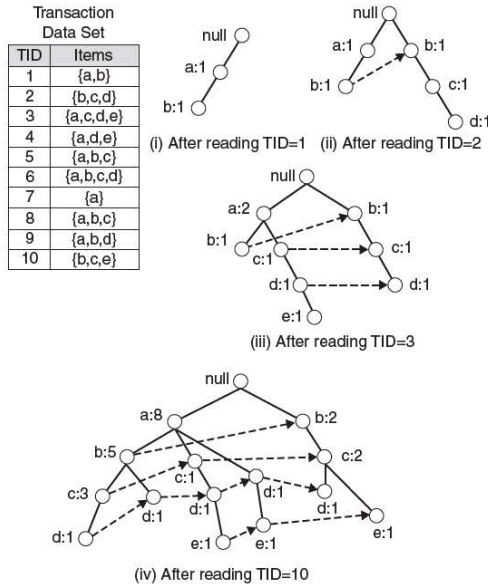 Transaction
Data Set
TID Items
1 {a,b}
2 {b,c,d}
3 {a,c,d,e}
4 {a,d,e}
5 {a,b,c}
6 {a,b,c,d}
7 {a}
8 {a,b,c}
9 {a,b,d}
10 {b,c,e}
null
a:1
b:1
(i) After reading TID=1
null
a:1 b:1
b:1 c:1
d:1
(ii) After reading TID=2
null
a:2 b:1
b:1 c:1 c:1
d:1 d:1
e:1
(iii) After reading TID=3
null
a:8 b:2
b:5 c:2
c:1 d:1
c:3 d:1 d:1 d:1
d:1 e:1 e:1 e:1
(iv) After reading TID=10